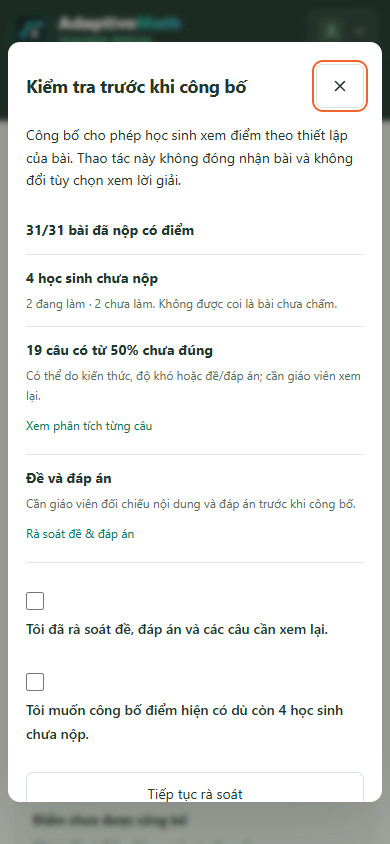 AdaptiveMath
Kiểm tra trước khi công bố
Công bố cho phép học sinh xem điểm theo thiết lập
của bài. Thao tác này không đóng nhận bài và không
đổi tùy chọn xem lời giải.
31/31 bài đã nộp có điểm
4 học sinh chưa nộp
2 đang làm · 2 chưa làm. Không được coi là bài chưa chấm.
19 câu có từ 50% chưa đúng
Có thể do kiến thức, độ khó hoặc đề/đáp án; cần giáo viên xem
lại.
Xem phân tích từng câu
Đề và đáp án
Cần giáo viên đối chiếu nội dung và đáp án trước khi công bố.
Rà soát đề & đáp án
Tôi đã rà soát đề, đáp án và các câu cần xem lại.
Tôi muốn công bố điểm hiện có dù còn 4 học sinh
chưa nộp.
Tiếp tục rà soát
Điểm chưa được công bố